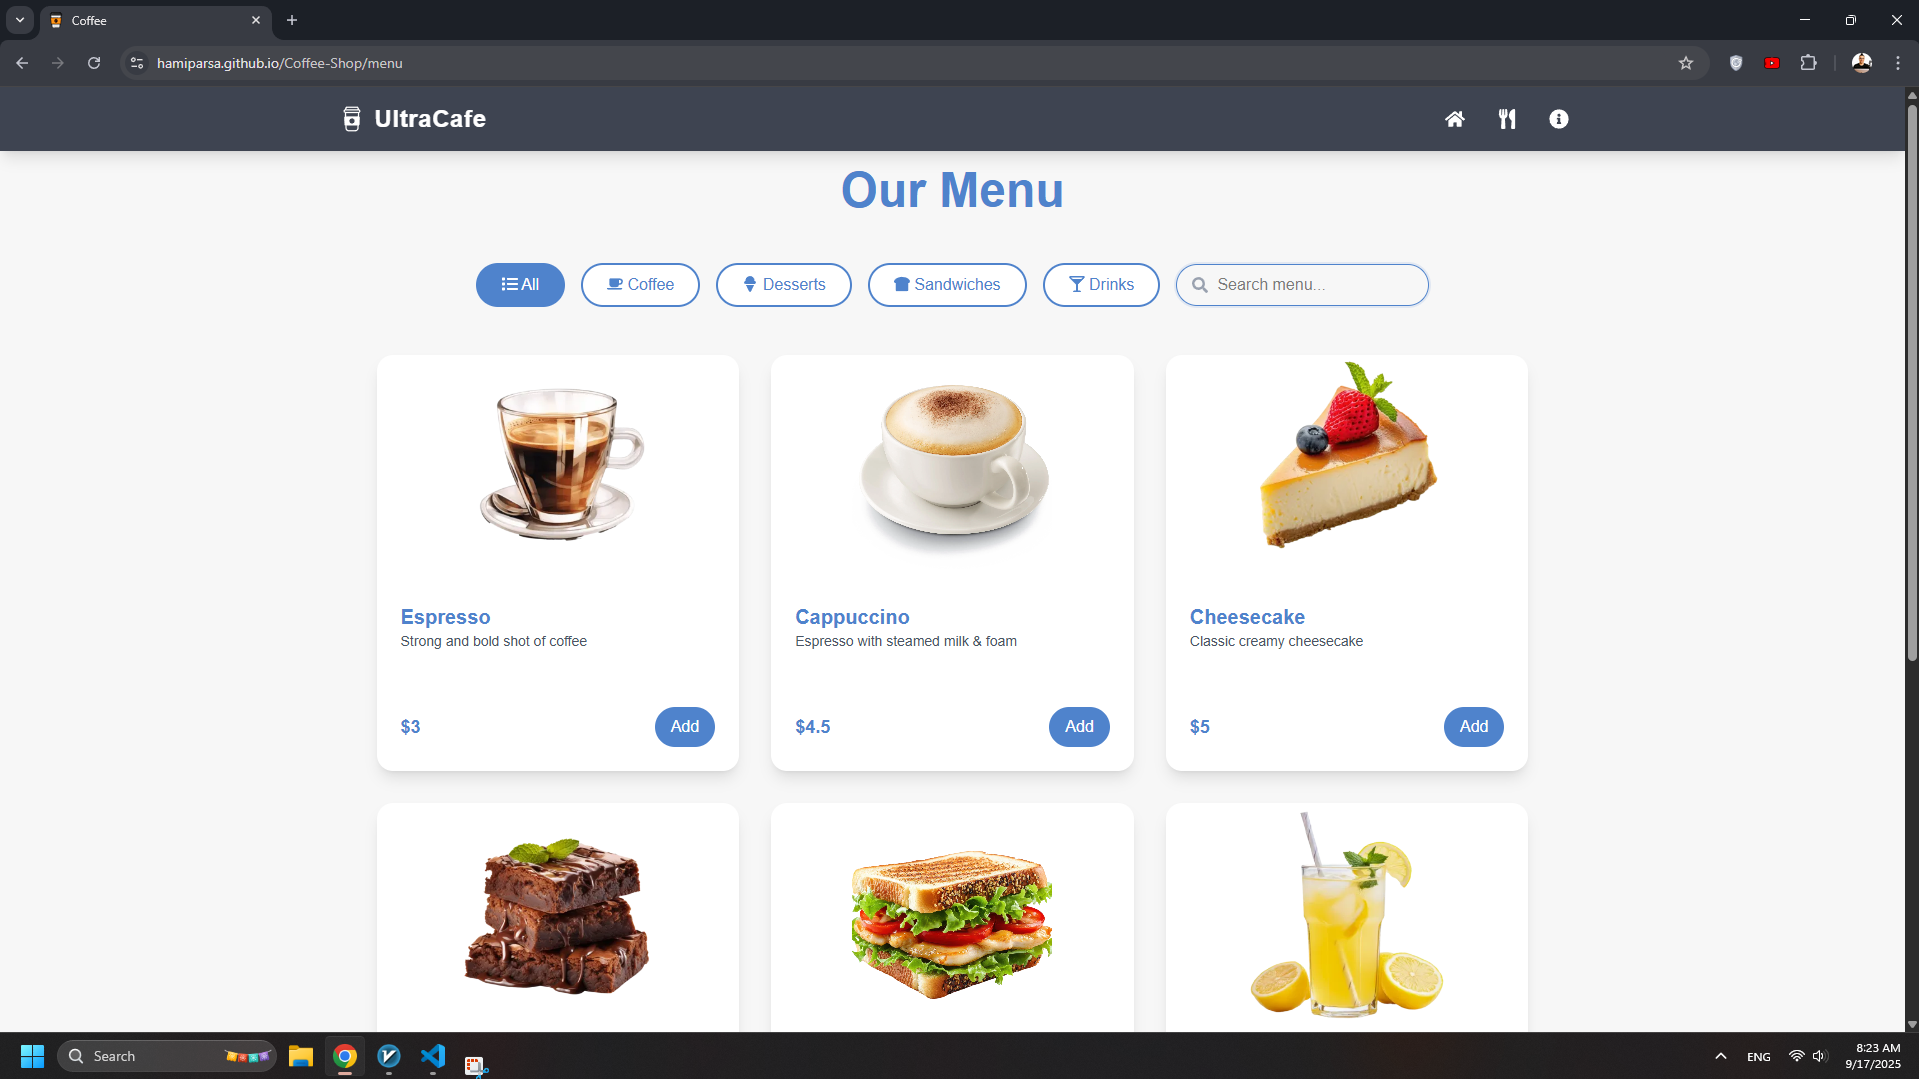 Coffee
hamiparsa.github.io/Coffee-Shop/menu
UltraCafe
Our Menu
All
Coffee
Desserts
Sandwiches
Drinks
Search menu...
Espresso
Strong and bold shot of coffee
$3
Add
Cappuccino
Espresso with steamed milk & foam
$4.5
Add
Cheesecake
Classic creamy cheesecake
$5
Add
Search
ENG
8:23 AM
9/17/2025